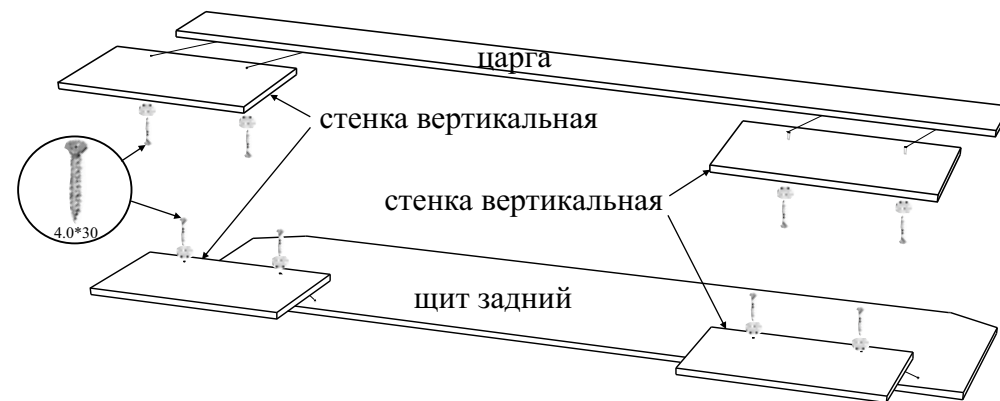 царга
стенка вертикальная
стенка вертикальная
4.0*30
щит задний